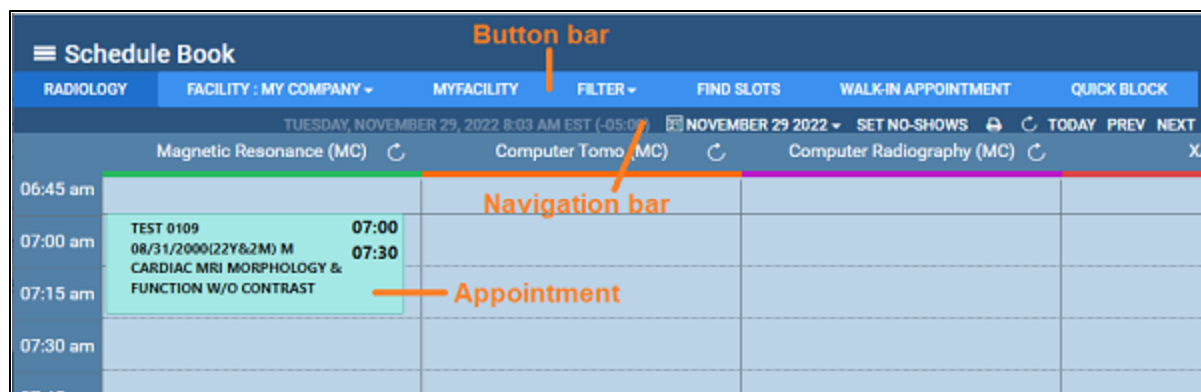 Button bar
Schedule Book
RADIOLOGY FACILITY : MY COMPANY MYFACILITY FILTER FIND SLOTS WALK-IN APPOINTMENT QUICK BLOCK
TUESDAY, NOVEMBER 29, 2022 8:03 AM EST (-05:00) NOVEMBER 29 2022 SET NO-SHOWS TODAY PREV NEXT
Magnetic Resonance (MC) Computer Tomo (MC) Computer Radiography (MC)
06:45 am
Navigation bar
TEST 0109 07:00
07:00 am
08/31/2000(22Y&2M) M 07:30
CARDIAC MRI MORPHOLOGY &
FUNCTION W/O CONTRAST
07:15 am
Appointment
07:30 am